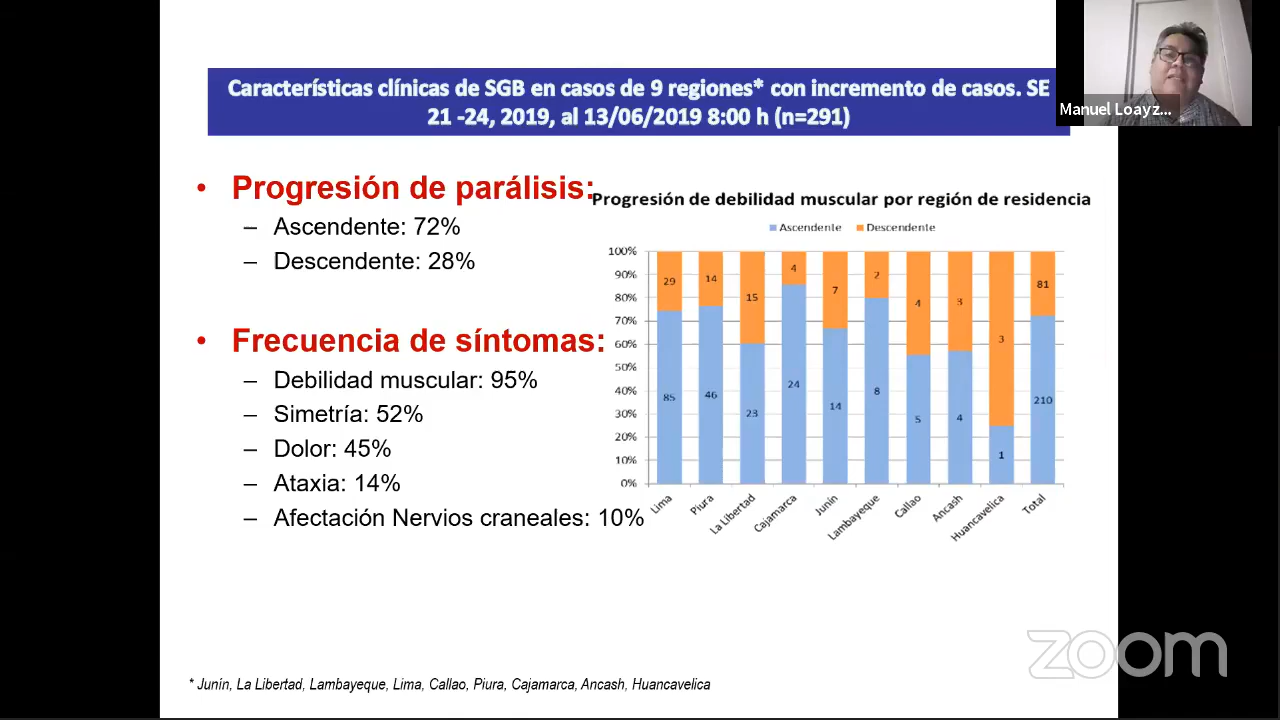 Características clínicas de SGB en casos de 9 regiones* con incremento de casos. SE
21 -24, 2019, al 13/06/2019 8:00 h (n=291)
Manuel Loayz...
• Progresión de parálisis:
– Ascendente: 72%
– Descendente: 28%
• Frecuencia de síntomas:
– Debilidad muscular: 95%
– Simetría: 52%
– Dolor: 45%
– Ataxia: 14%
– Afectación Nervios craneales: 10%
Progresión de debilidad muscular por región de residencia
Ascendente Descendente
100%
90%
80%
70%
60%
50%
40%
30%
20%
10%
0%
29 14 15 4 7 2 4 3 3 81
85 46 23 24 14 8 5 4 1 210
Lima Piura La Libertad Cajamarca Junín Lambayeque Callao Ancash Huancavelica Total
* Junín, La Libertad, Lambayeque, Lima, Callao, Piura, Cajamarca, Ancash, Huancavelica
zoom